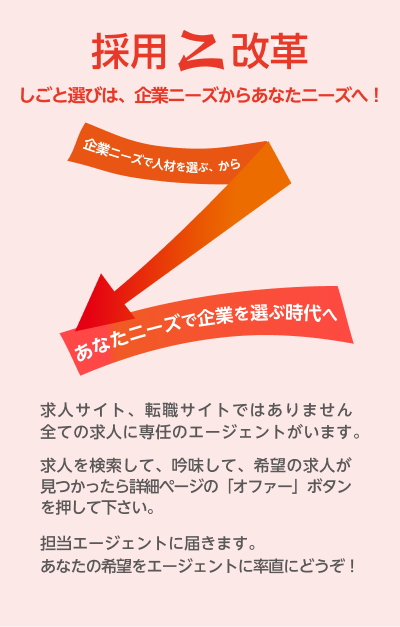 採用 Z 改革
しごと選びは、企業ニーズからあなたニーズへ！
企業ニーズで人材を選ぶ、から
あなたニーズで企業を選ぶ時代へ
求人サイト、転職サイトではありません
全ての求人に専任のエージェントがいます。
求人を検索して、吟味して、希望の求人が
見つかったら詳細ページの「オファー」ボタン
を押して下さい。
担当エージェントに届きます。
あなたの希望をエージェントに率直にどうぞ！